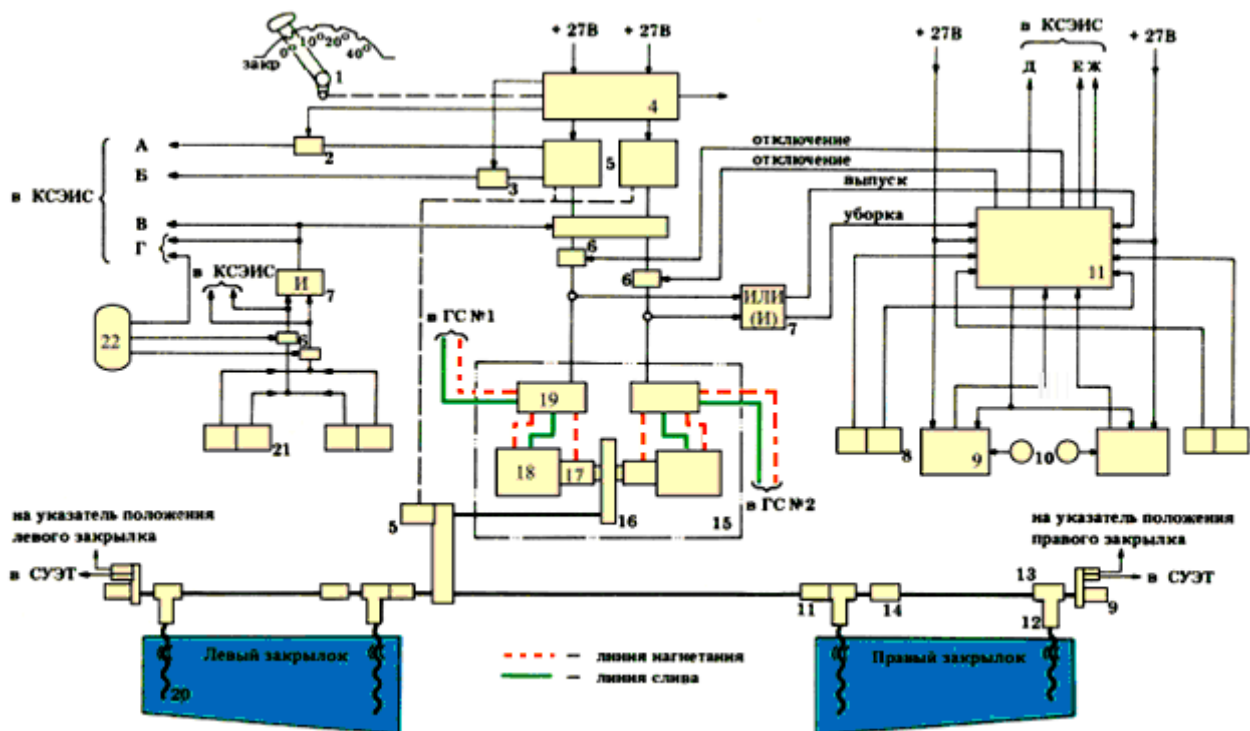 + 27В
+ 27В
0°
10°
20°
40°
закр
1
4
в КСЭИС
+ 27В
+ 27В
Д
Е Ж
А
2
5
Б
3
отключение
отключение
выпуск
уборка
в КСЭИС
В
Г
6
6
11
в КСЭИС
И
7
ИЛИ
(И)
7
22
в ГС №1
19
21
18
17
16
15
в ГС №2
8
9
10
на указатель положения
левого закрылка
в СУЭТ
5
на указатель положения
правого закрылка
в СУЭТ
13
11
14
12
9
Левый закрылок
20
Правый закрылок
– линия нагнетания
– линия слива